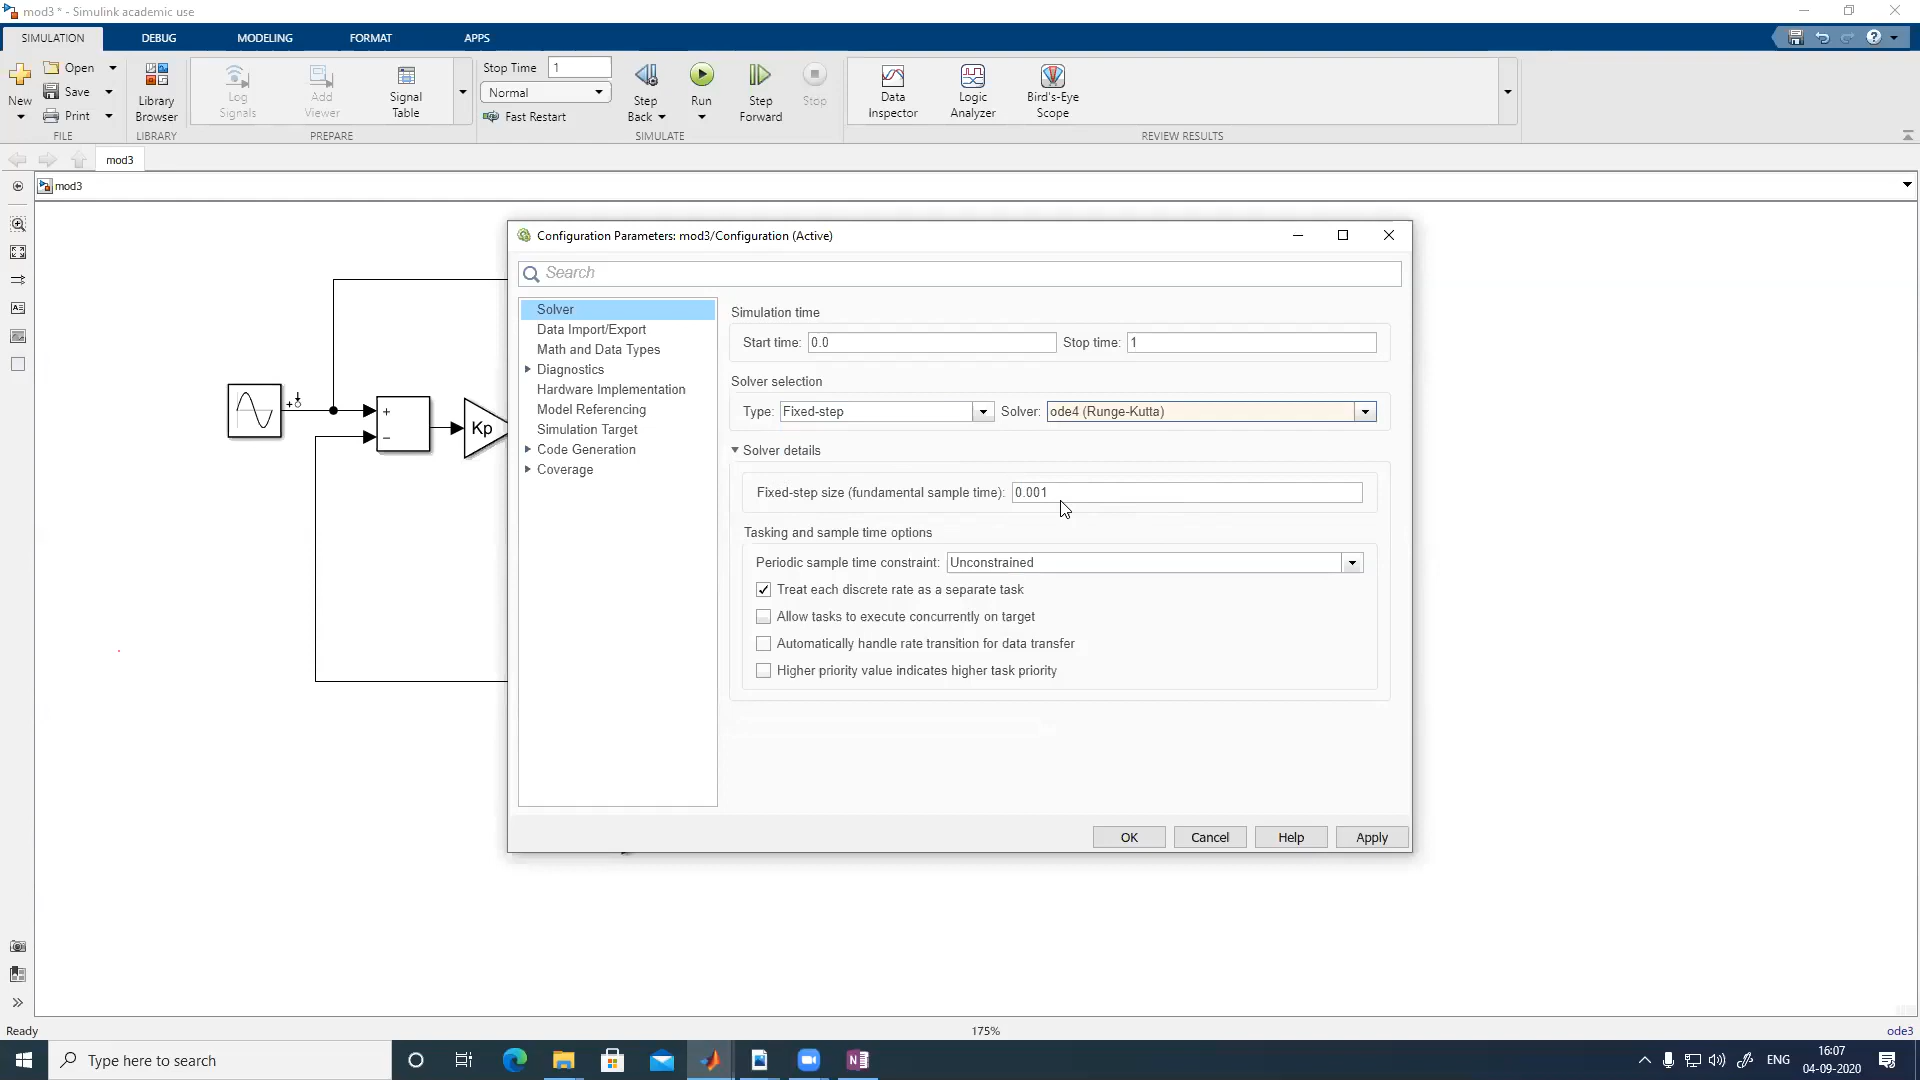 mod3 * - Simulink academic use
SIMULATION DEBUG MODELING FORMAT APPS
New
Open
Save
Print
FILE
Library Browser
LIBRARY
Log Signals
Add Viewer
Signal Table
PREPARE
Stop Time 1
Normal
Fast Restart
Step Back
Run
Step Forward
Stop
SIMULATE
Data Inspector
Logic Analyzer
Bird's-Eye Scope
REVIEW RESULTS
mod3
mod3
Configuration Parameters: mod3/Configuration (Active)
Search
Solver
Data Import/Export
Math and Data Types
Diagnostics
Hardware Implementation
Model Referencing
Simulation Target
Code Generation
Coverage
Simulation time
Start time: 0.0 Stop time: 1
Solver selection
Type: Fixed-step Solver: ode4 (Runge-Kutta)
Solver details
Fixed-step size (fundamental sample time): 0.001
Tasking and sample time options
Periodic sample time constraint: Unconstrained
Treat each discrete rate as a separate task
Allow tasks to execute concurrently on target
Automatically handle rate transition for data transfer
Higher priority value indicates higher task priority
OK Cancel Help Apply
+
−
Kp
Ready 175% ode3
Type here to search
ENG
16:07
04-09-2020